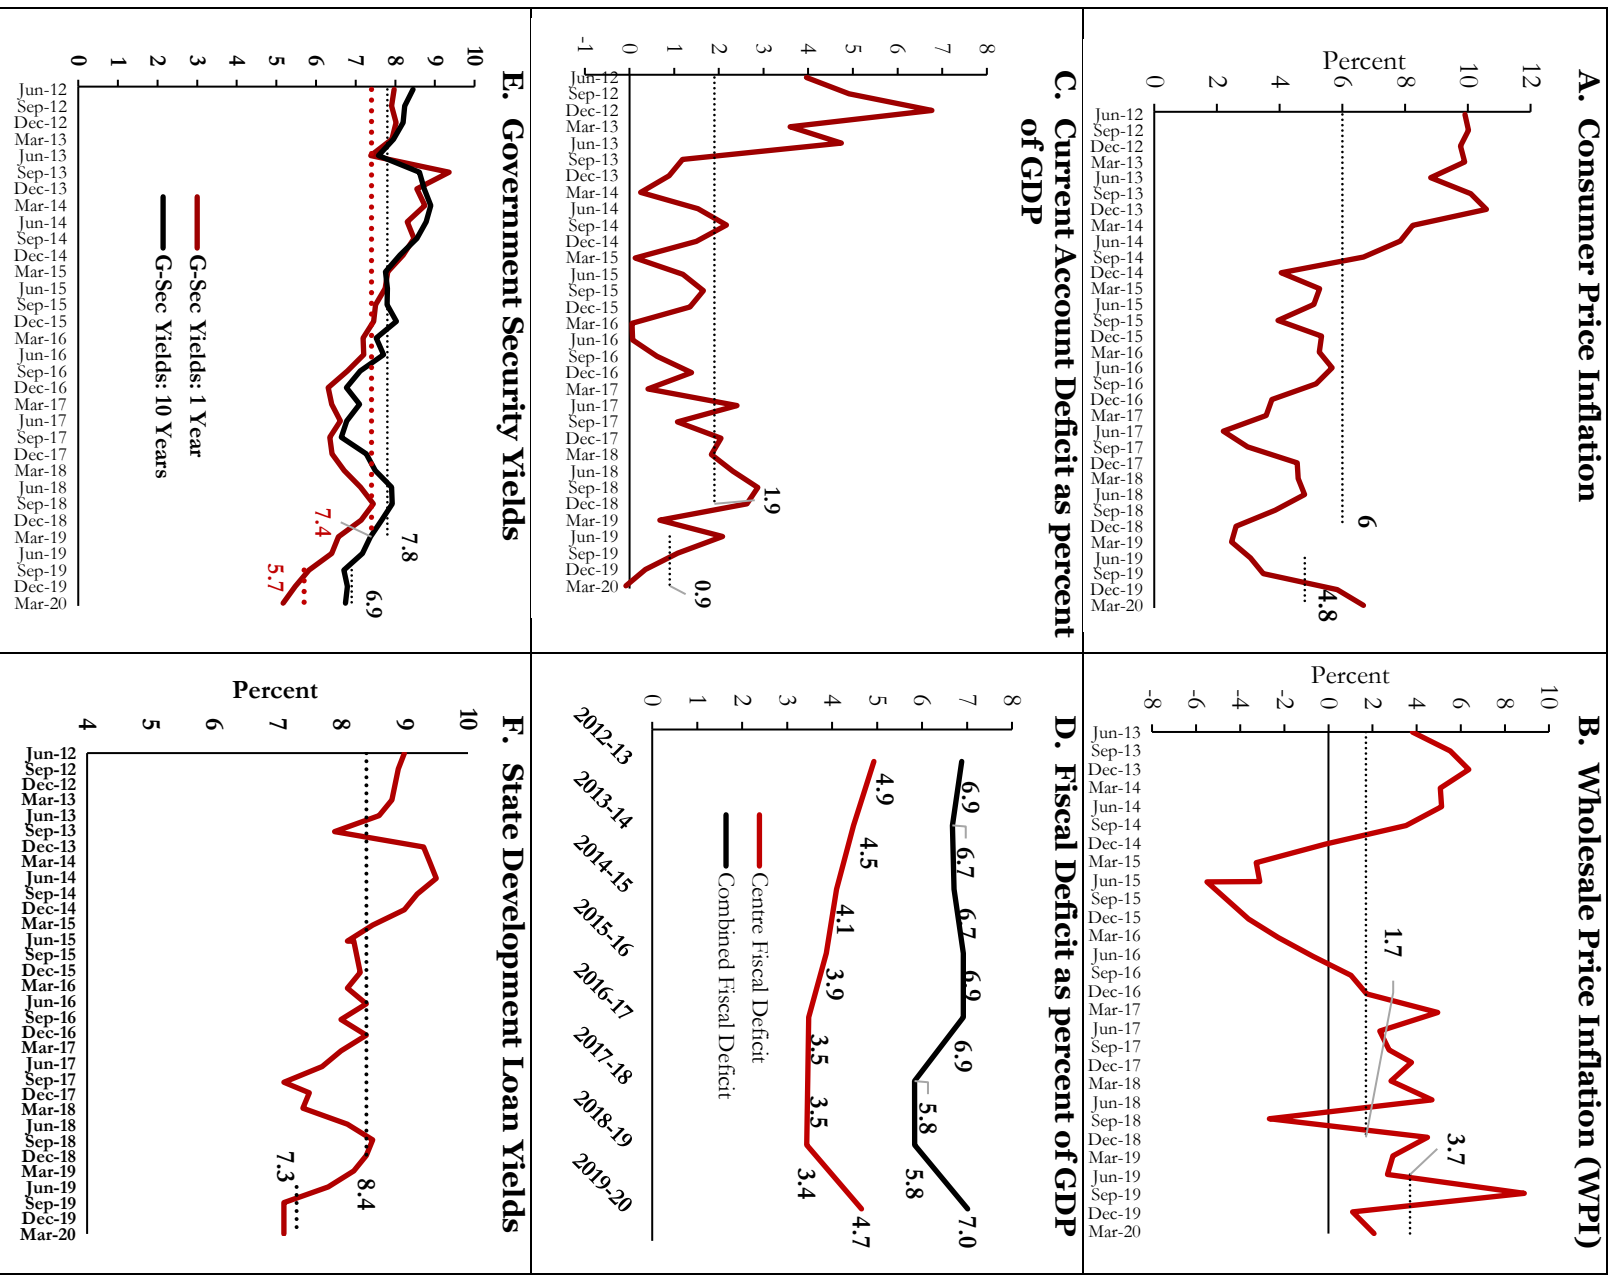 A. Consumer Price Inflation
Percent
12
10
8
6
4
2
0
6
4.8
Jun-12
Sep-12
Dec-12
Mar-13
Jun-13
Sep-13
Dec-13
Mar-14
Jun-14
Sep-14
Dec-14
Mar-15
Jun-15
Sep-15
Dec-15
Mar-16
Jun-16
Sep-16
Dec-16
Mar-17
Jun-17
Sep-17
Dec-17
Mar-18
Jun-18
Sep-18
Dec-18
Mar-19
Jun-19
Sep-19
Dec-19
Mar-20
B. Wholesale Price Inflation (WPI)
Percent
10
8
6
4
2
0
-2
-4
-6
-8
1.7
3.7
Jun-13
Sep-13
Dec-13
Mar-14
Jun-14
Sep-14
Dec-14
Mar-15
Jun-15
Sep-15
Dec-15
Mar-16
Jun-16
Sep-16
Dec-16
Mar-17
Jun-17
Sep-17
Dec-17
Mar-18
Jun-18
Sep-18
Dec-18
Mar-19
Jun-19
Sep-19
Dec-19
Mar-20
C. Current Account Deficit as percent
of GDP
8
7
6
5
4
3
2
1
0
-1
1.9
0.9
Jun-12
Sep-12
Dec-12
Mar-13
Jun-13
Sep-13
Dec-13
Mar-14
Jun-14
Sep-14
Dec-14
Mar-15
Jun-15
Sep-15
Dec-15
Mar-16
Jun-16
Sep-16
Dec-16
Mar-17
Jun-17
Sep-17
Dec-17
Mar-18
Jun-18
Sep-18
Dec-18
Mar-19
Jun-19
Sep-19
Dec-19
Mar-20
D. Fiscal Deficit as percent of GDP
8
7
6
5
4
3
2
1
0
6.9
6.7
6.7
6.9
6.9
5.8
5.8
7.0
4.9
4.5
4.1
3.9
3.5
3.5
3.4
4.7
Centre Fiscal Deficit
Combined Fiscal Deficit
2012-13
2013-14
2014-15
2015-16
2016-17
2017-18
2018-19
2019-20
E. Government Security Yields
10
9
8
7
6
5
4
3
2
1
0
7.8
6.9
7.4
5.7
G-Sec Yields: 1 Year
G-Sec Yields: 10 Years
Jun-12
Sep-12
Dec-12
Mar-13
Jun-13
Sep-13
Dec-13
Mar-14
Jun-14
Sep-14
Dec-14
Mar-15
Jun-15
Sep-15
Dec-15
Mar-16
Jun-16
Sep-16
Dec-16
Mar-17
Jun-17
Sep-17
Dec-17
Mar-18
Jun-18
Sep-18
Dec-18
Mar-19
Jun-19
Sep-19
Dec-19
Mar-20
F. State Development Loan Yields
Percent
10
9
8
7
6
5
4
8.4
7.3
Jun-12
Sep-12
Dec-12
Mar-13
Jun-13
Sep-13
Dec-13
Mar-14
Jun-14
Sep-14
Dec-14
Mar-15
Jun-15
Sep-15
Dec-15
Mar-16
Jun-16
Sep-16
Dec-16
Mar-17
Jun-17
Sep-17
Dec-17
Mar-18
Jun-18
Sep-18
Dec-18
Mar-19
Jun-19
Sep-19
Dec-19
Mar-20